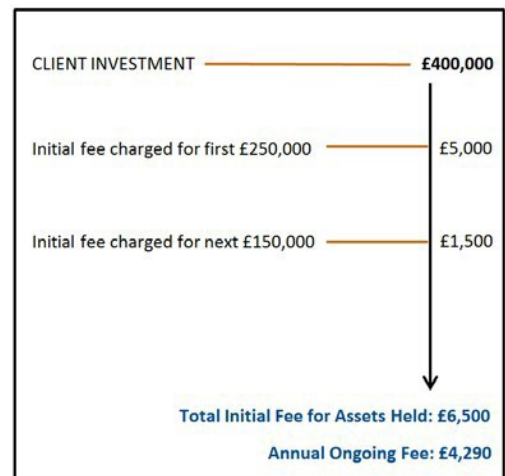 CLIENT INVESTMENT £400,000
Initial fee charged for first £250,000 £5,000
Initial fee charged for next £150,000 £1,500
Total Initial Fee for Assets Held: £6,500
Annual Ongoing Fee: £4,290